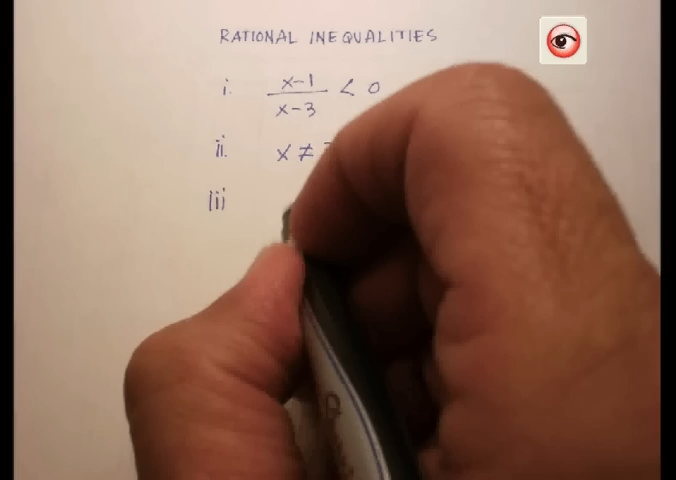 RATIONAL INEQUALITIES
i. x-1 / x-3 < 0
ii. x ≠
iii